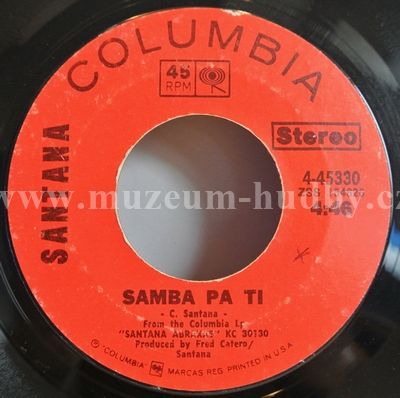 COLUMBIA
45
RPM
Stereo
SANTANA
4-45330
ZSS
4:46
www.muzeum-hudby.cz
SAMBA PA TI
- C. Santana -
From the Columbia Lp
"SANTANA ABRAXAS" KC 30130
Produced by Fred Catero/
Santana
® "COLUMBIA" MARCAS REG. PRINTED IN U.S.A.